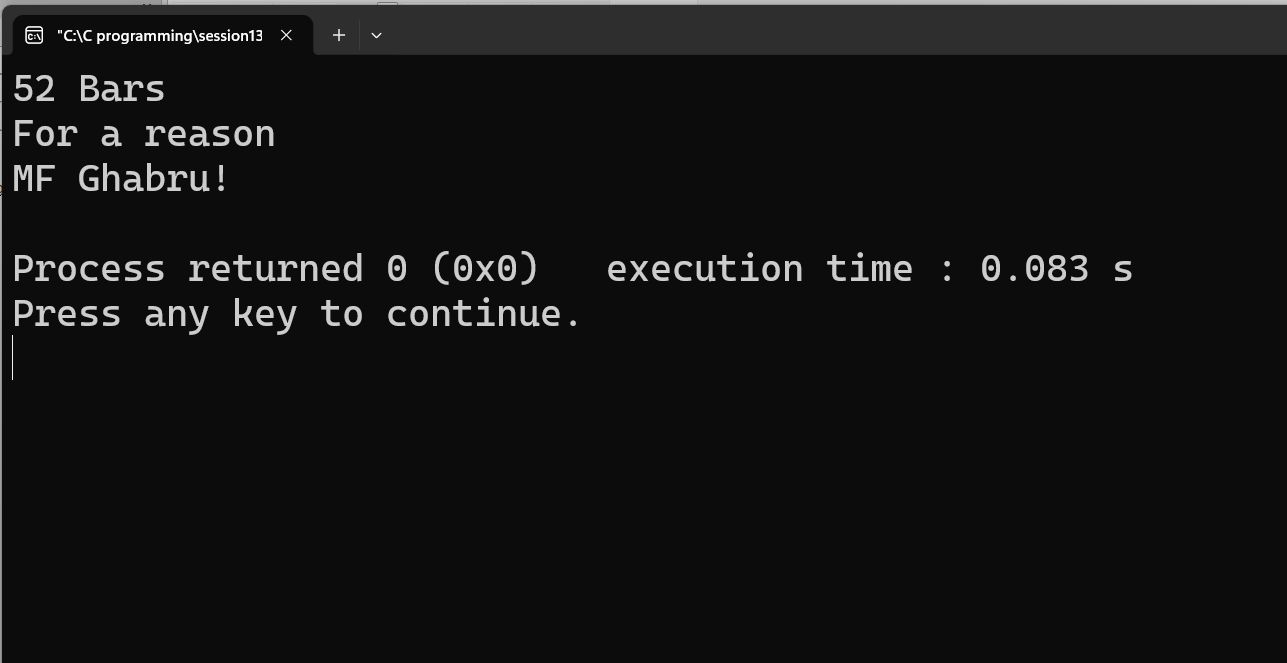 "C:\C programming\session13
52 Bars
For a reason
MF Ghabru!
Process returned 0 (0x0)   execution time : 0.083 s
Press any key to continue.